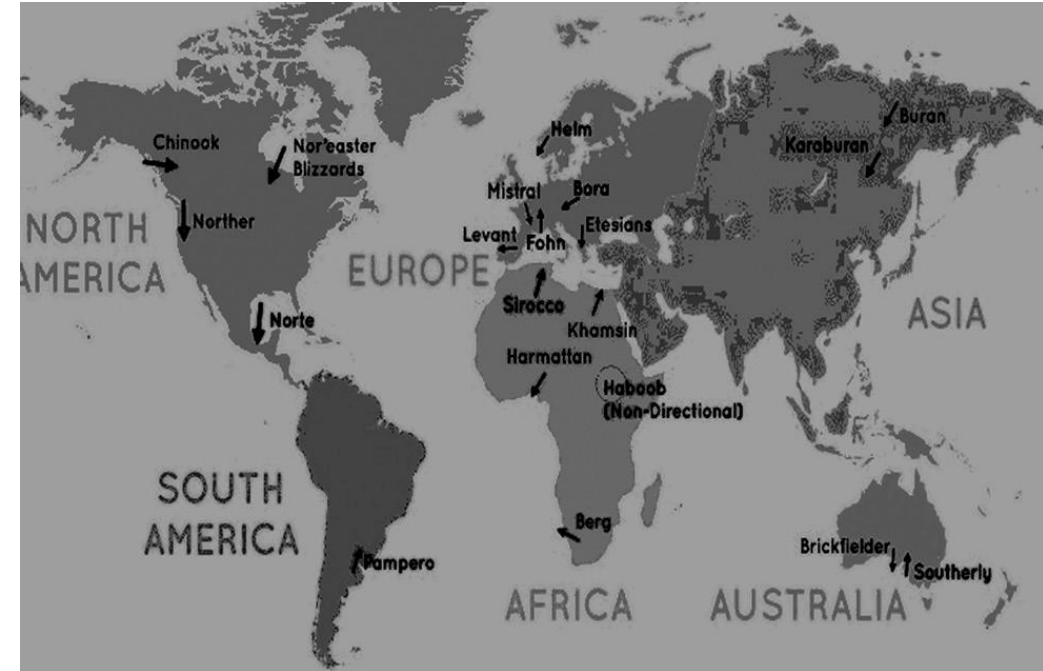 Chinook
Nor'easter
Blizzards
Norther
NORTH
AMERICA
Norte
SOUTH
AMERICA
Pampero
Helm
Mistral
Bora
Levant
Fohn
Etesians
EUROPE
Sirocco
Khamsin
Harmattan
Haboob
(Non-Directional)
Berg
AFRICA
Buran
Karaburan
ASIA
Brickfielder
Southerly
AUSTRALIA